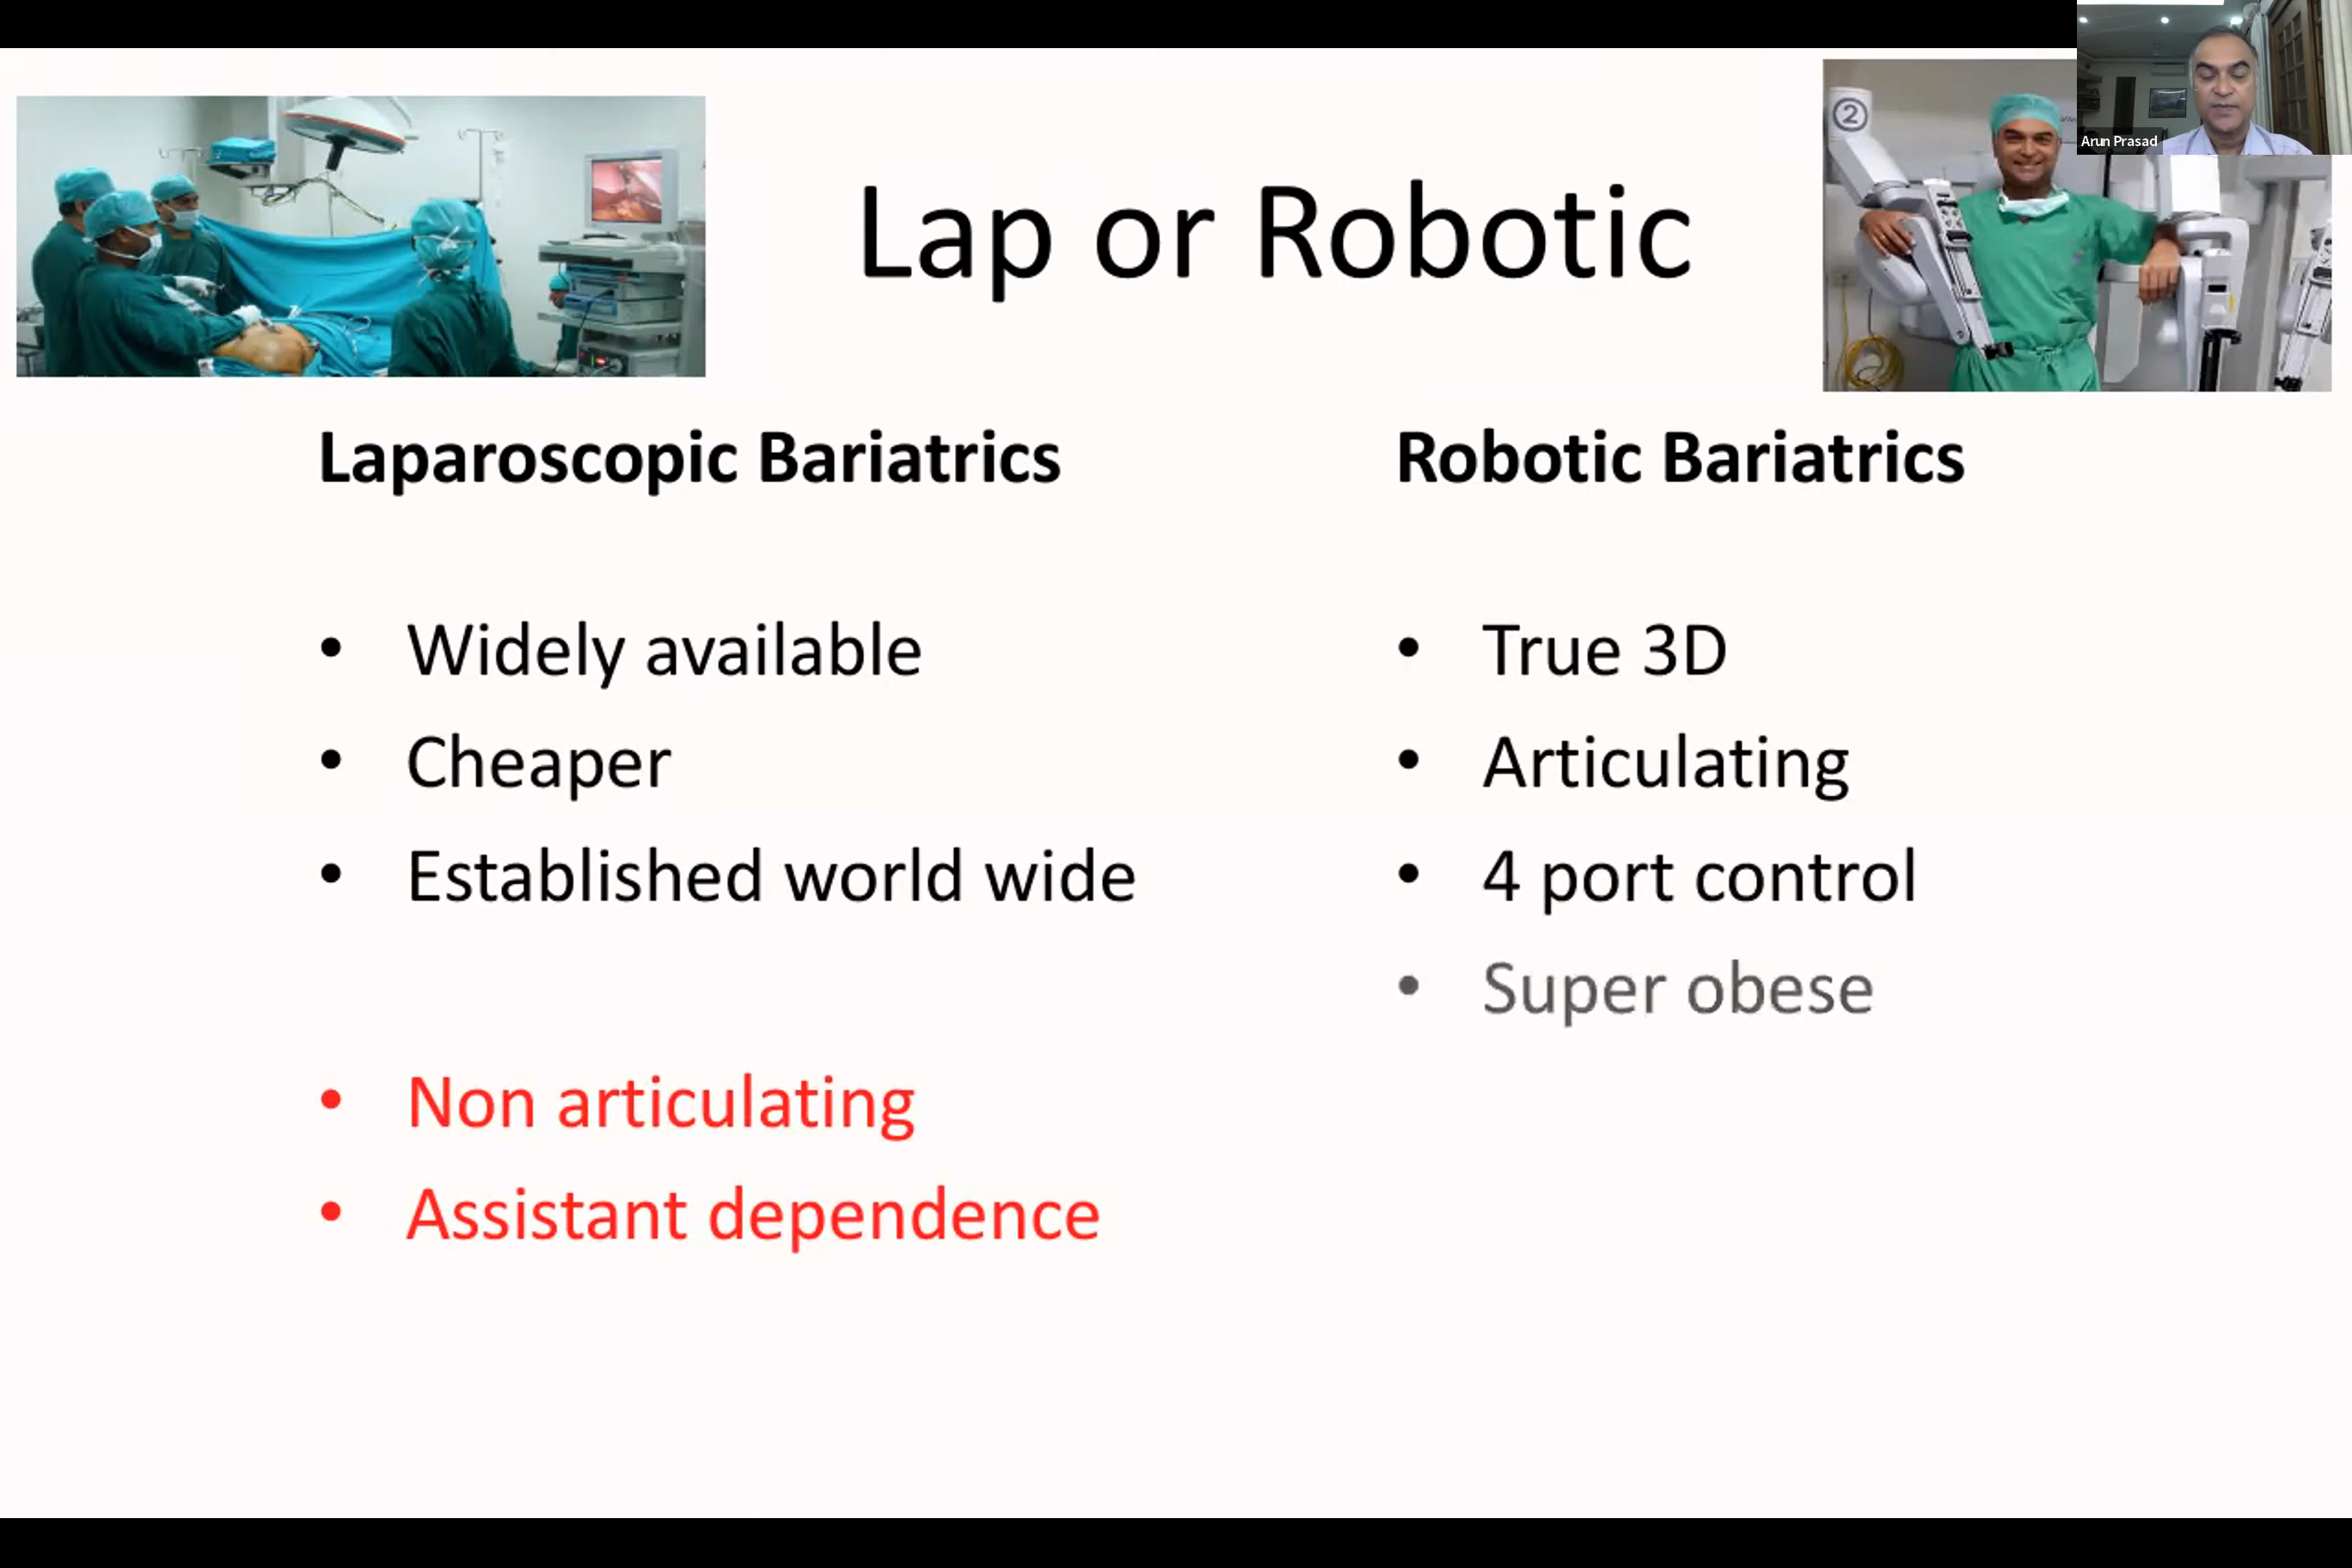 Arun Prasad
②
Lap or Robotic
Laparoscopic Bariatrics
• Widely available
• Cheaper
• Established world wide
• Non articulating
• Assistant dependence
Robotic Bariatrics
• True 3D
• Articulating
• 4 port control
• Super obese